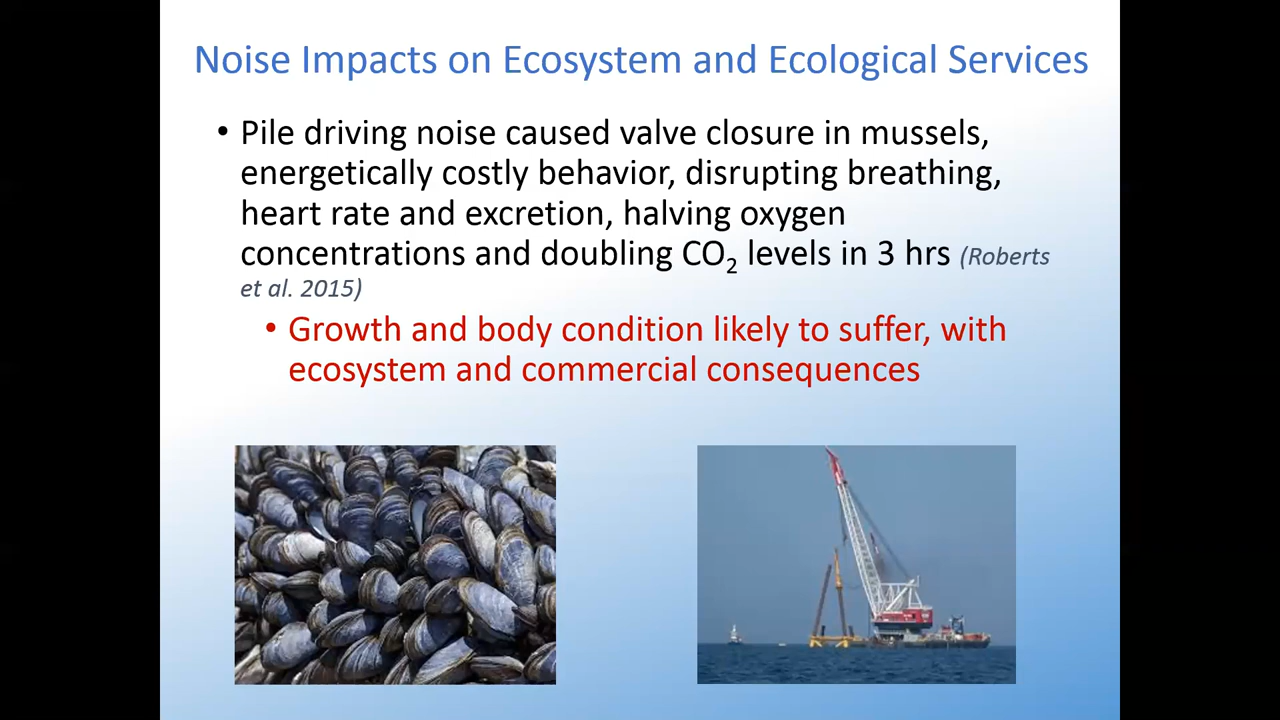 Noise Impacts on Ecosystem and Ecological Services
• Pile driving noise caused valve closure in mussels,
energetically costly behavior, disrupting breathing,
heart rate and excretion, halving oxygen
concentrations and doubling CO₂ levels in 3 hrs (Roberts
et al. 2015)
• Growth and body condition likely to suffer, with
ecosystem and commercial consequences